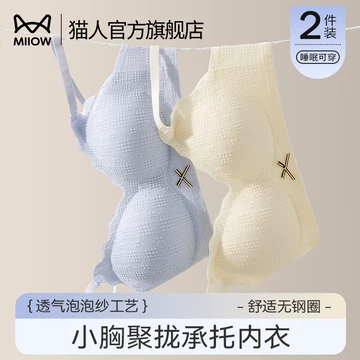 MIIOW
猫人官方旗舰店
2件装
睡眠可穿
{透气泡泡纱工艺}
-舒适无钢圈-
小胸聚拢承托内衣